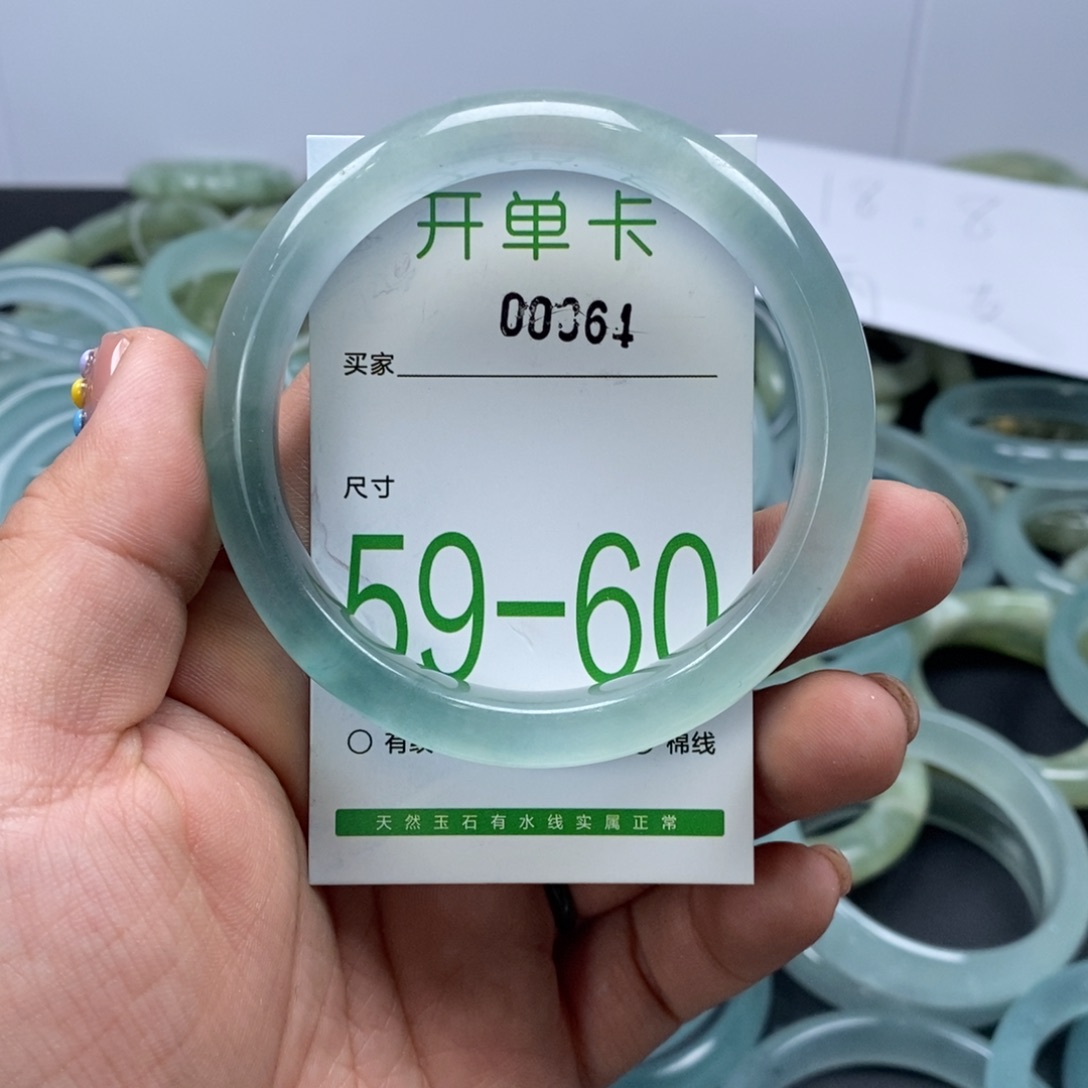 开单卡
00364
买家
尺寸
59-60
○ 有纹 棉线
天然玉石有水线实属正常